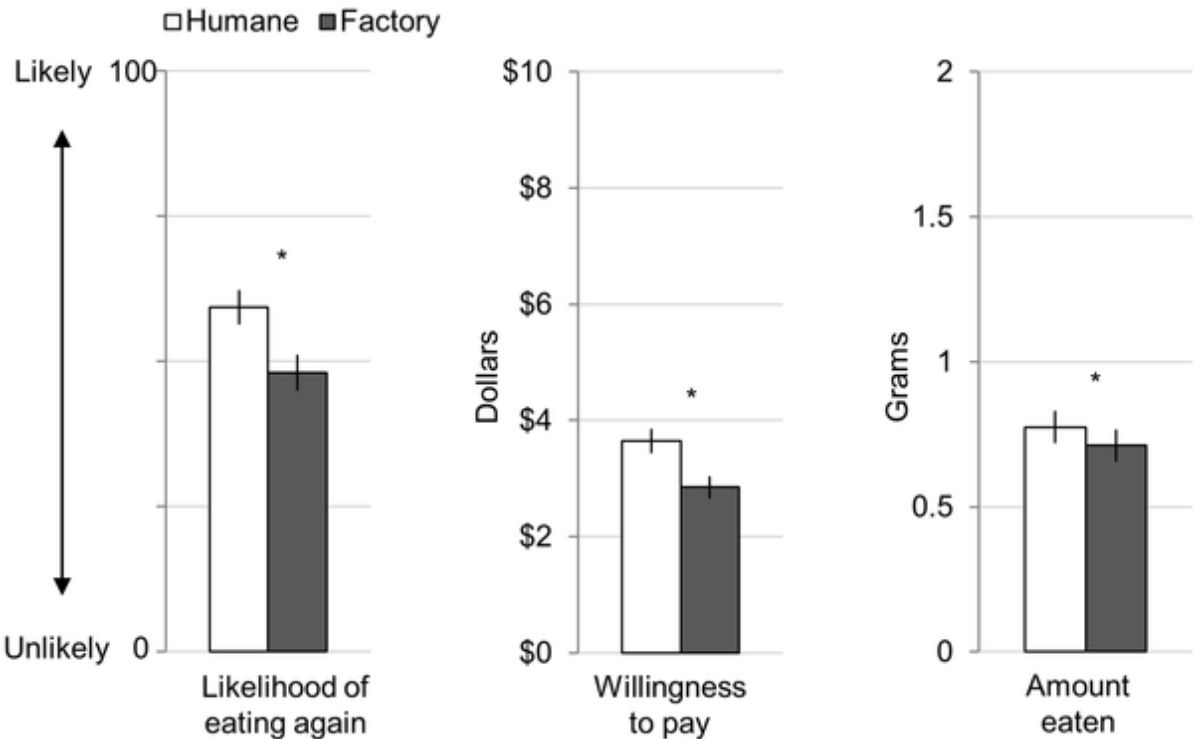 Humane Factory
Likely 100
Unlikely 0
Likelihood of
eating again
$10
$8
$6
$4
$2
$0
Dollars
*
Willingness
to pay
2
1.5
1
0.5
0
Grams
*
Amount
eaten
*